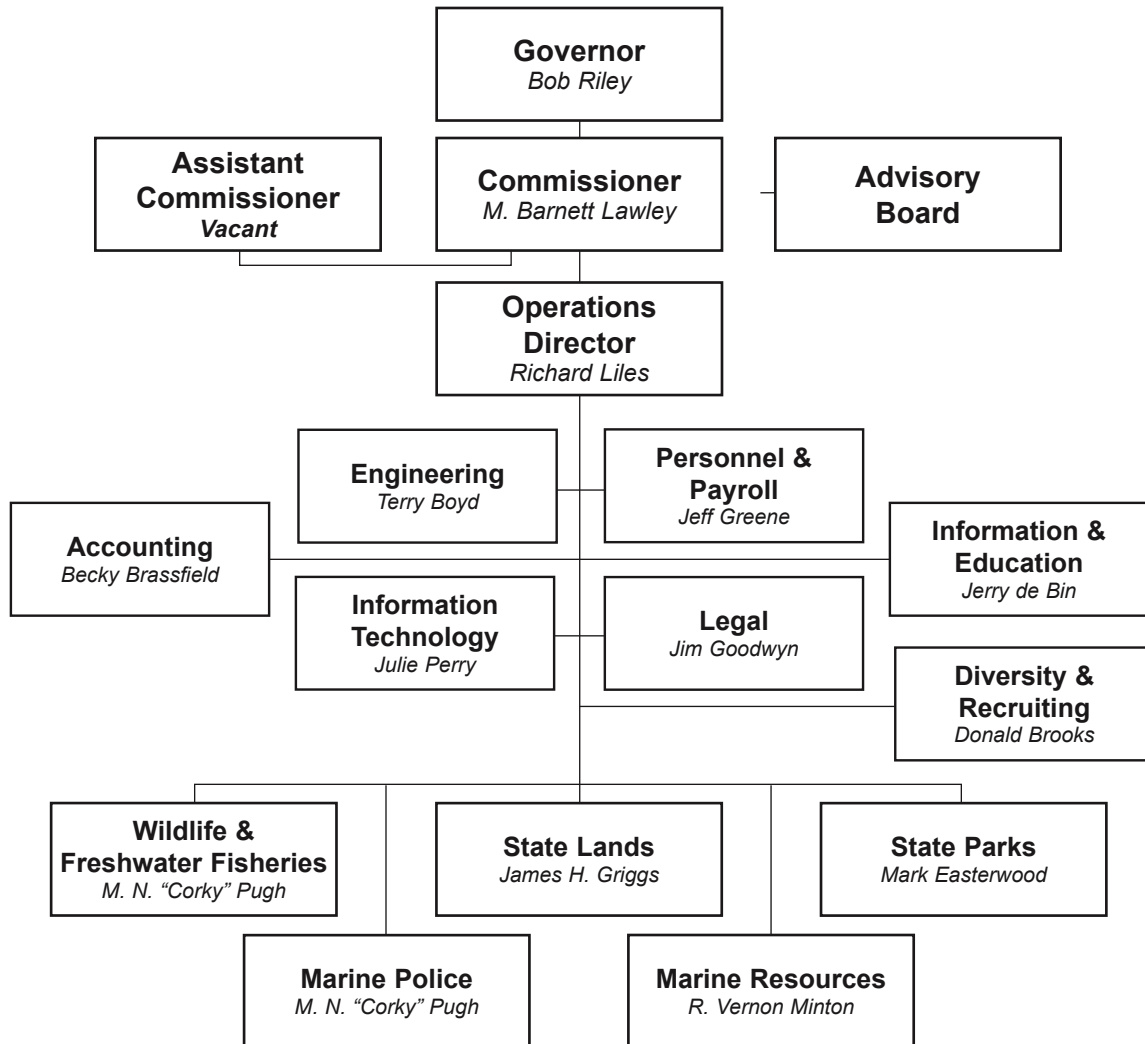 Governor
Bob Riley
Assistant
Commissioner
Vacant
Commissioner
M. Barnett Lawley
Advisory
Board
Operations
Director
Richard Liles
Engineering
Terry Boyd
Personnel &
Payroll
Jeff Greene
Accounting
Becky Brassfield
Information &
Education
Jerry de Bin
Information
Technology
Julie Perry
Legal
Jim Goodwyn
Diversity &
Recruiting
Donald Brooks
Wildlife &
Freshwater Fisheries
M. N. “Corky” Pugh
State Lands
James H. Griggs
State Parks
Mark Easterwood
Marine Police
M. N. “Corky” Pugh
Marine Resources
R. Vernon Minton